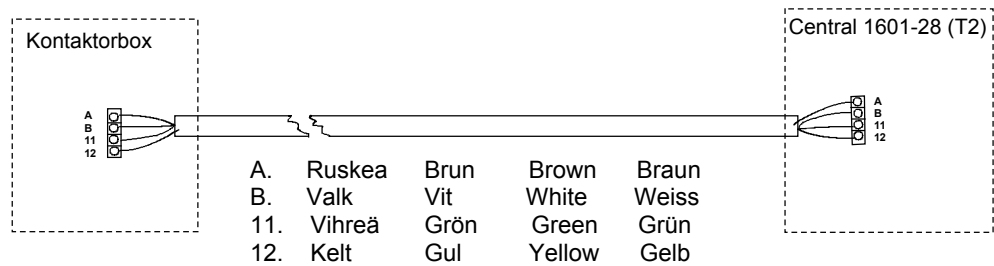 Kontaktorbox
Central 1601-28 (T2)
A
B
11
12
A
B
11
12
A. Ruskea Brun Brown Braun
B. Valk Vit White Weiss
11. Vihreä Grön Green Grün
12. Kelt Gul Yellow Gelb